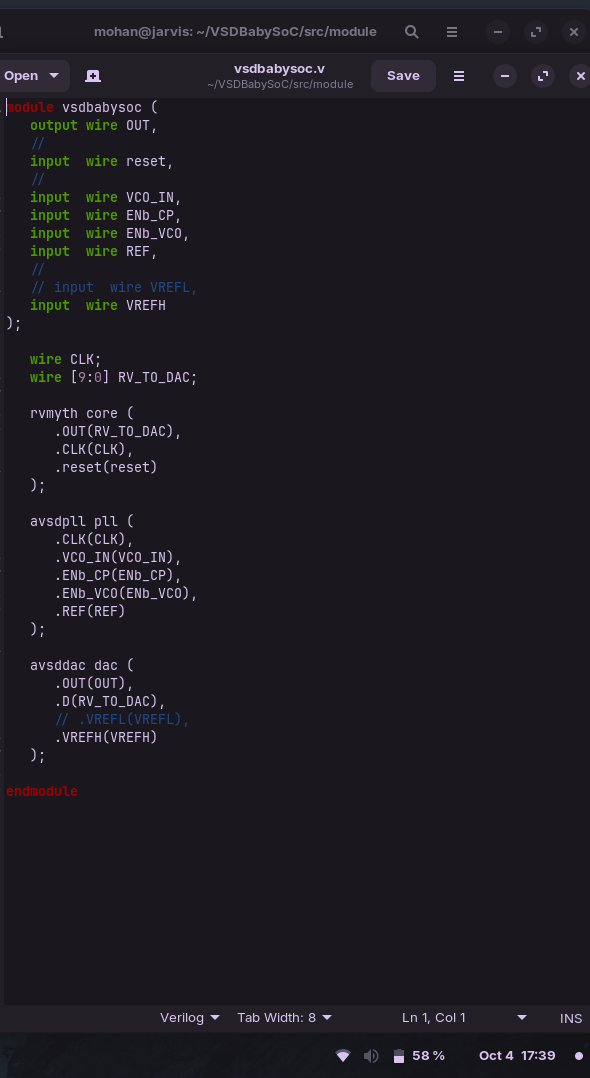 mohan@jarvis: ~/VSDBabySoC/src/module
Open
vsdbabysoc.v
~/VSDBabySoC/src/module
Save
module vsdbabysoc (
   output wire OUT,
   //
   input  wire reset,
   //
   input  wire VCO_IN,
   input  wire ENb_CP,
   input  wire ENb_VCO,
   input  wire REF,
   //
   // input  wire VREFL,
   input  wire VREFH
);

   wire CLK;
   wire [9:0] RV_TO_DAC;

   rvmyth core (
      .OUT(RV_TO_DAC),
      .CLK(CLK),
      .reset(reset)
   );

   avsdpll pll (
      .CLK(CLK),
      .VCO_IN(VCO_IN),
      .ENb_CP(ENb_CP),
      .ENb_VCO(ENb_VCO),
      .REF(REF)
   );

   avsddac dac (
      .OUT(OUT),
      .D(RV_TO_DAC),
      // .VREFL(VREFL),
      .VREFH(VREFH)
   );

endmodule
Verilog Tab Width: 8 Ln 1, Col 1 INS
58 % Oct 4 17:39